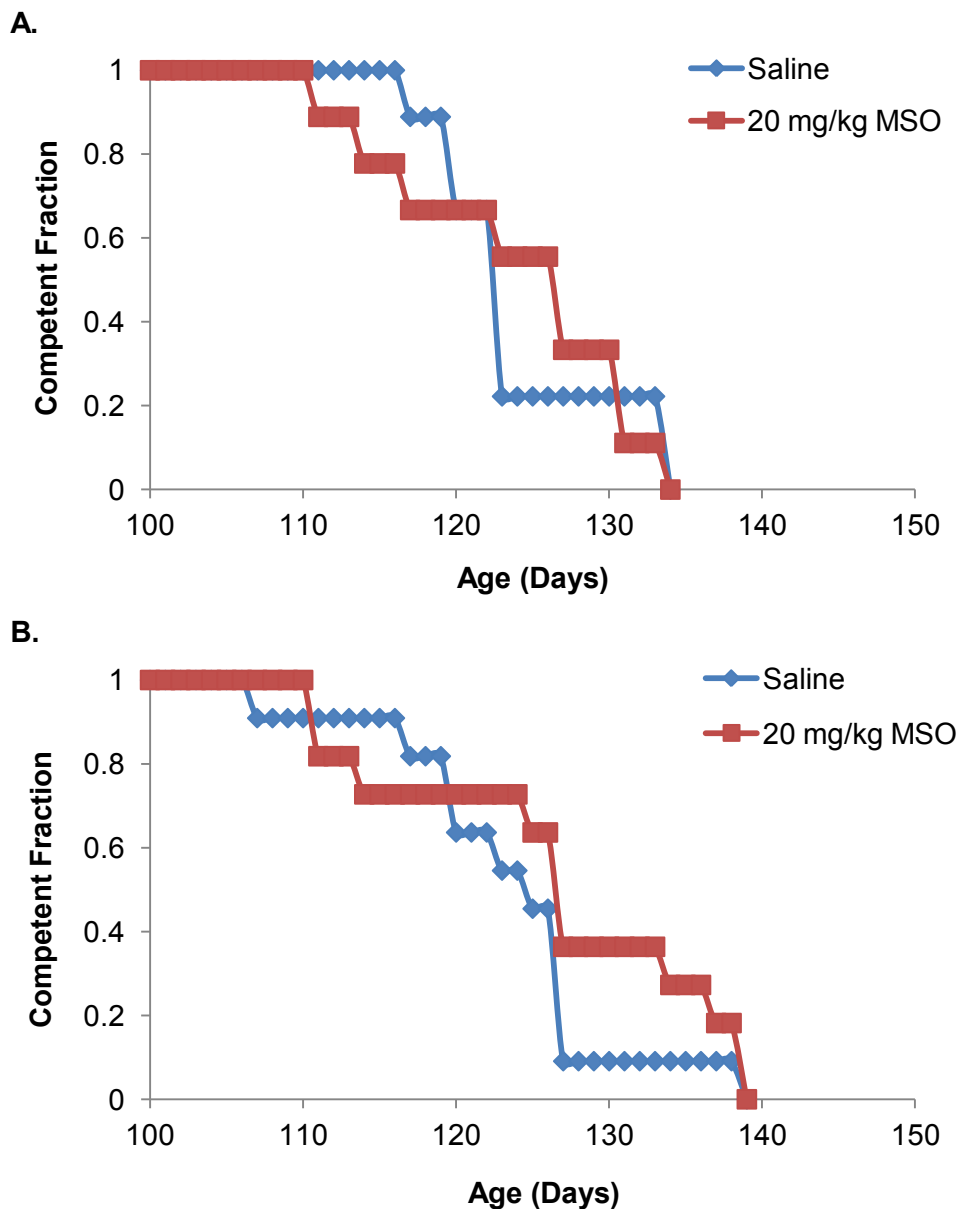 A.
Saline
20 mg/kg MSO
1
0.8
0.6
0.4
0.2
0
Competent Fraction
100 110 120 130 140 150
Age (Days)
B.
Saline
20 mg/kg MSO
1
0.8
0.6
0.4
0.2
0
Competent Fraction
100 110 120 130 140 150
Age (Days)